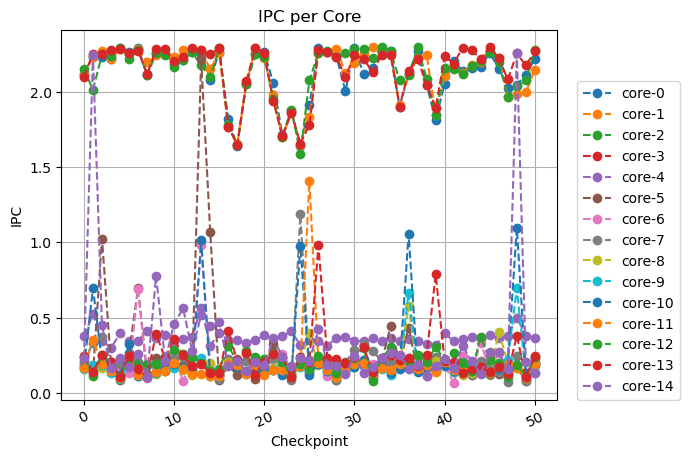 IPC per Core
IPC
2.0
1.5
1.0
0.5
0.0
0
10
20
30
40
50
Checkpoint
core-0
core-1
core-2
core-3
core-4
core-5
core-6
core-7
core-8
core-9
core-10
core-11
core-12
core-13
core-14